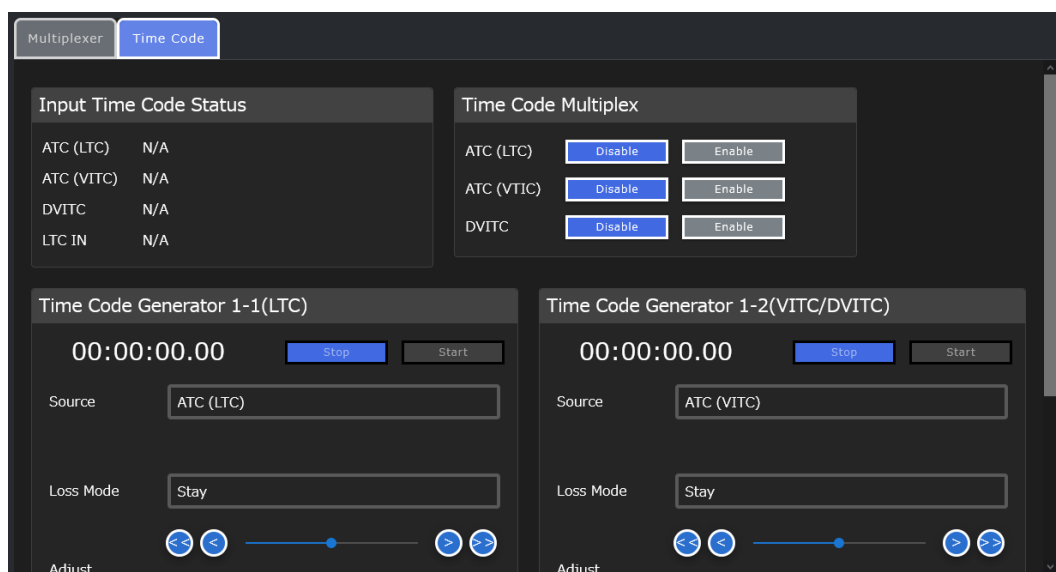 Multiplexer Time Code
Input Time Code Status
ATC (LTC) N/A
ATC (VITC) N/A
DVITC N/A
LTC IN N/A
Time Code Multiplex
ATC (LTC) Disable Enable
ATC (VTIC) Disable Enable
DVITC Disable Enable
Time Code Generator 1-1(LTC)
00:00:00.00 Stop Start
Source ATC (LTC)
Loss Mode Stay
<< < > >>
Adjust
Time Code Generator 1-2(VITC/DVITC)
00:00:00.00 Stop Start
Source ATC (VITC)
Loss Mode Stay
<< < > >>
Adjust